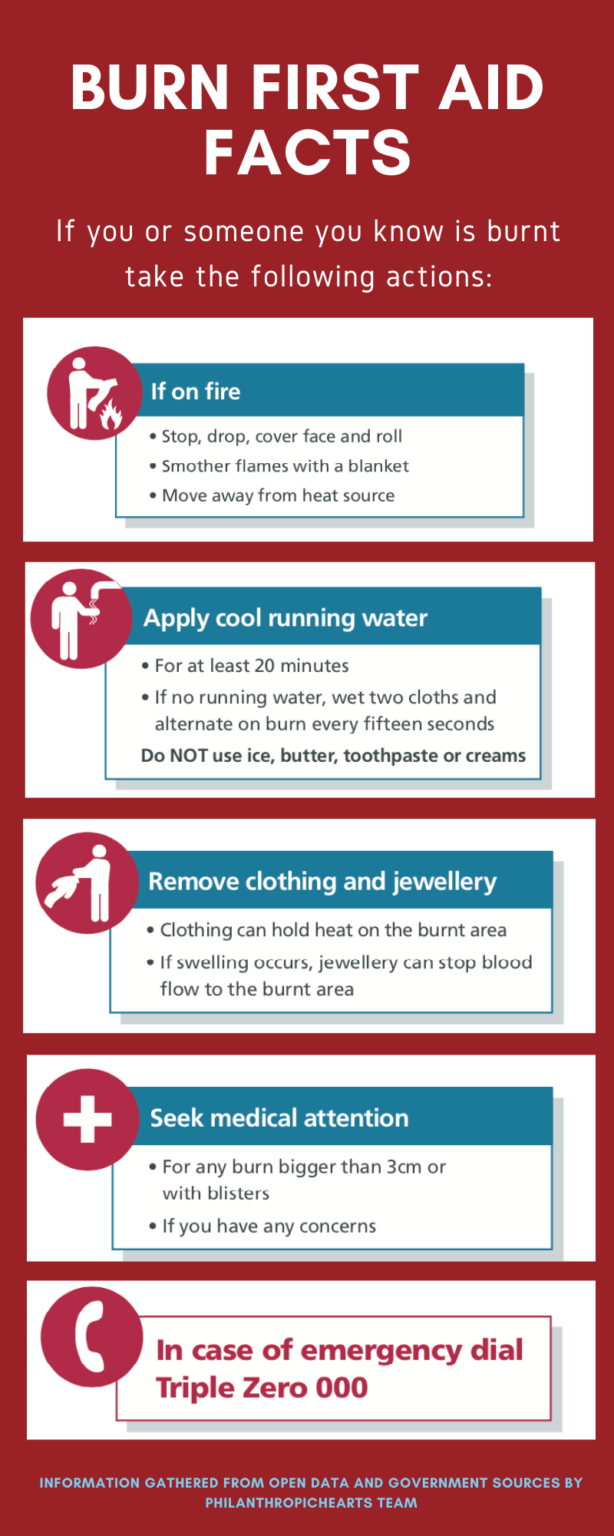 BURN FIRST AID
FACTS
If you or someone you know is burnt
take the following actions:
If on fire
• Stop, drop, cover face and roll
• Smother flames with a blanket
• Move away from heat source
Apply cool running water
• For at least 20 minutes
• If no running water, wet two cloths and
alternate on burn every fifteen seconds
Do NOT use ice, butter, toothpaste or creams
Remove clothing and jewellery
• Clothing can hold heat on the burnt area
• If swelling occurs, jewellery can stop blood
flow to the burnt area
Seek medical attention
• For any burn bigger than 3cm or
with blisters
• If you have any concerns
In case of emergency dial
Triple Zero 000
INFORMATION GATHERED FROM OPEN DATA AND GOVERNMENT SOURCES BY
PHILANTHROPICHEARTS TEAM